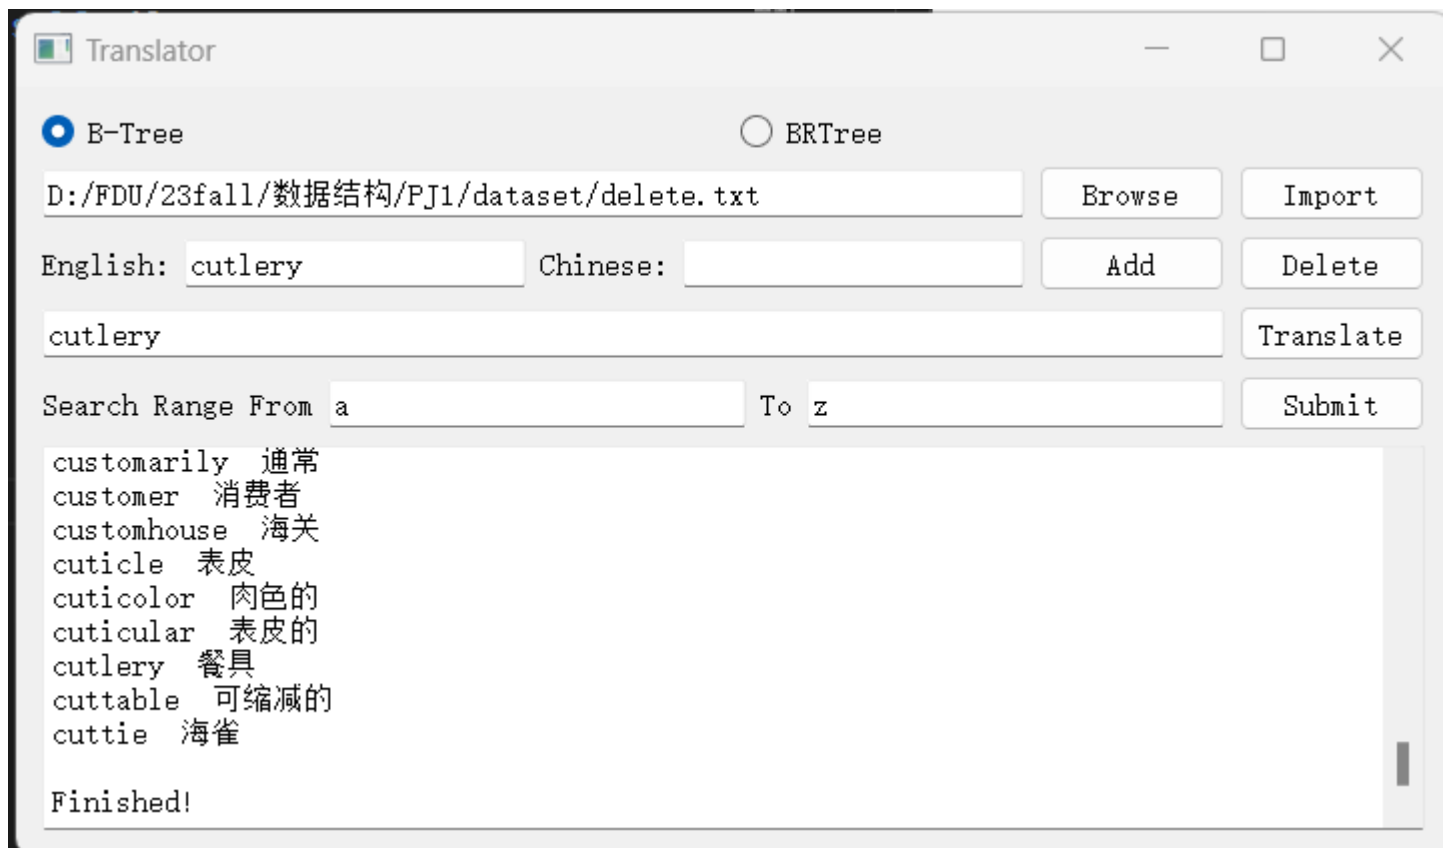 Translator
B-Tree BRTree
D:/FDU/23fall/数据结构/PJ1/dataset/delete.txt Browse Import
English: cutlery Chinese: Add Delete
cutlery Translate
Search Range From a To z Submit
customarily 通常
customer 消费者
customhouse 海关
cuticle 表皮
cuticolor 肉色的
cuticular 表皮的
cutlery 餐具
cuttable 可缩减的
cuttie 海雀
Finished!